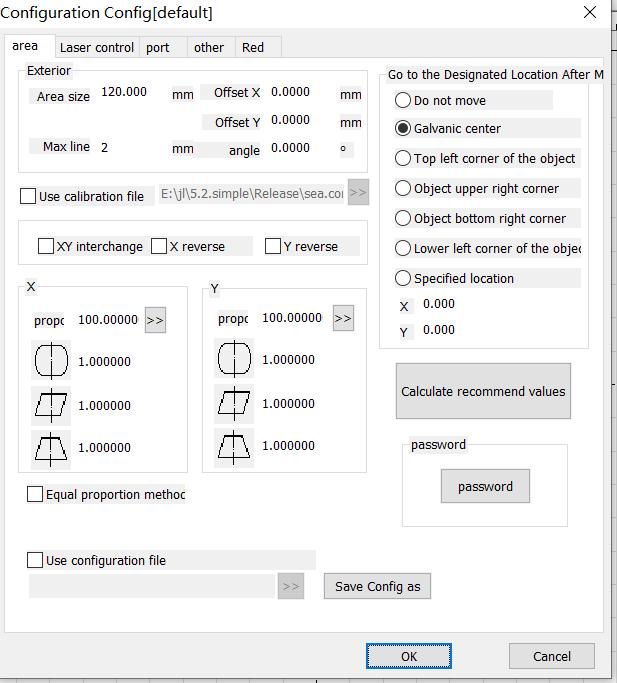 Configuration Config[default]
area Laser control port other Red
Exterior
Area size 120.000 mm Offset X 0.0000 mm
Offset Y 0.0000 mm
Max line 2 mm angle 0.0000 °
Use calibration file E:\jl\5.2.simple\Release\sea.cor >>
XY interchange X reverse Y reverse
X
propc 100.00000 >>
1.000000
1.000000
1.000000
Y
propc 100.00000 >>
1.000000
1.000000
1.000000
Equal proportion method
Use configuration file
>> Save Config as
Go to the Designated Location After M
Do not move
Galvanic center
Top left corner of the object
Object upper right corner
Object bottom right corner
Lower left corner of the objec
Specified location
X 0.000
Y 0.000
Calculate recommend values
password
password
OK Cancel